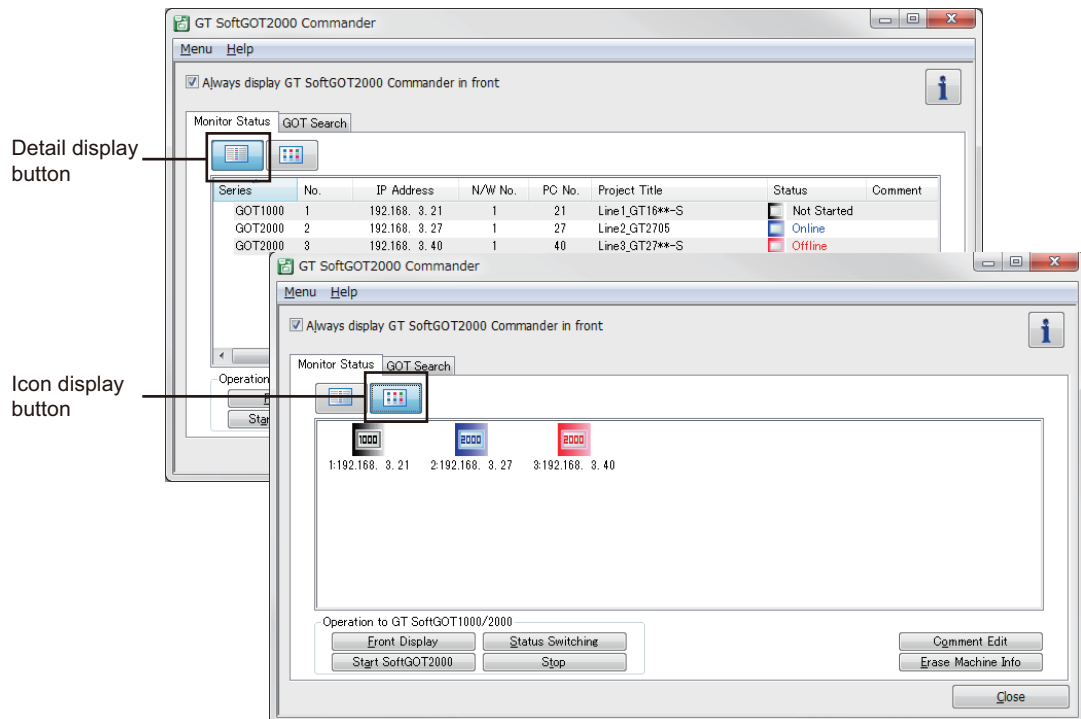 GT SoftGOT2000 Commander
Menu Help
Always display GT SoftGOT2000 Commander in front
Monitor Status GOT Search
Detail display
button
Series No. IP Address N/W No. PC No. Project Title Status Comment
GOT1000 1 192.168. 3. 21 1 21 Line1_GT16**-S Not Started
GOT2000 2 192.168. 3. 27 1 27 Line2_GT2705 Online
GOT2000 3 192.168. 3. 40 1 40 Line3_GT27**-S Offline
Operation
Star
GT SoftGOT2000 Commander
Menu Help
Always display GT SoftGOT2000 Commander in front
Monitor Status GOT Search
Icon display
button
1000 2000 2000
1:192.168. 3. 21 2:192.168. 3. 27 3:192.168. 3. 40
Operation to GT SoftGOT1000/2000
Front Display Status Switching Comment Edit
Start SoftGOT2000 Stop Erase Machine Info
Close